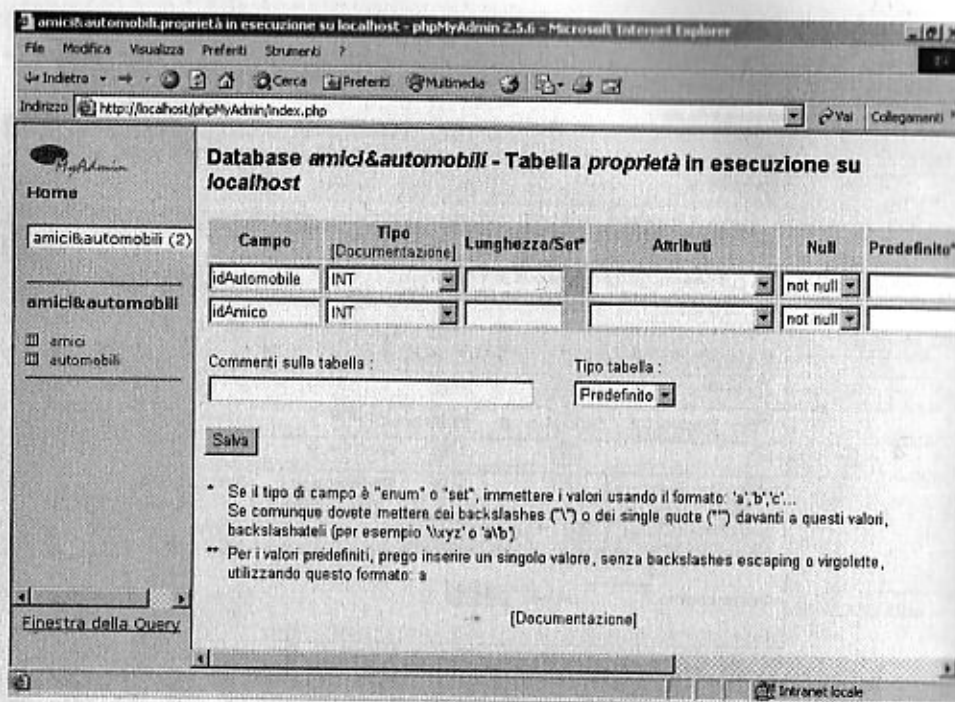 amici&automobili.proprietà in esecuzione su localhost - phpMyAdmin 2.5.6 - Microsoft Internet Explorer
File Modifica Visualizza Preferiti Strumenti ?
Indietro Cerca Preferiti Multimedia
Indirizzo http://localhost/phpMyAdmin/index.php Vai Collegamenti »
MyAdmin
Home
amici&automobili (2)
amici&automobili
amici
automobili
Finestra della Query
Database amici&automobili - Tabella proprietà in esecuzione su
localhost
Campo Tipo [Documentazione] Lunghezza/Set* Attributi Null Predefinito*
idAutomobile INT not null
idAmico INT not null
Commenti sulla tabella : Tipo tabella :
Predefinito
Salva
* Se il tipo di campo è "enum" o "set", immettere i valori usando il formato: 'a','b','c'...
Se comunque dovete mettere dei backslashes ("\") o dei single quote ("'") davanti a questi valori,
backslashateli (per esempio '\\xyz' o 'a\'b').
** Per i valori predefiniti, prego inserire un singolo valore, senza backslashes escaping o virgolette,
utilizzando questo formato: a
[Documentazione]
Intranet locale